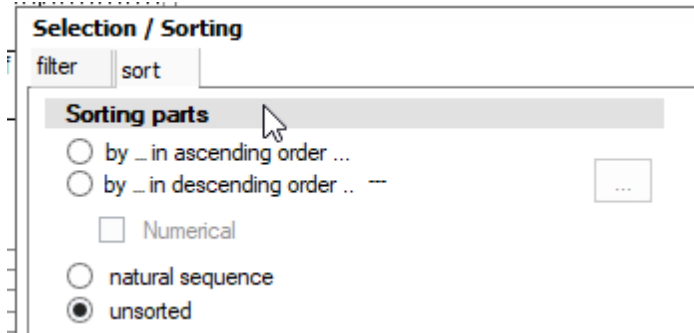 Selection / Sorting
filter sort
Sorting parts
by _ in ascending order ...
by _ in descending order .. ---
...
Numerical
natural sequence
unsorted